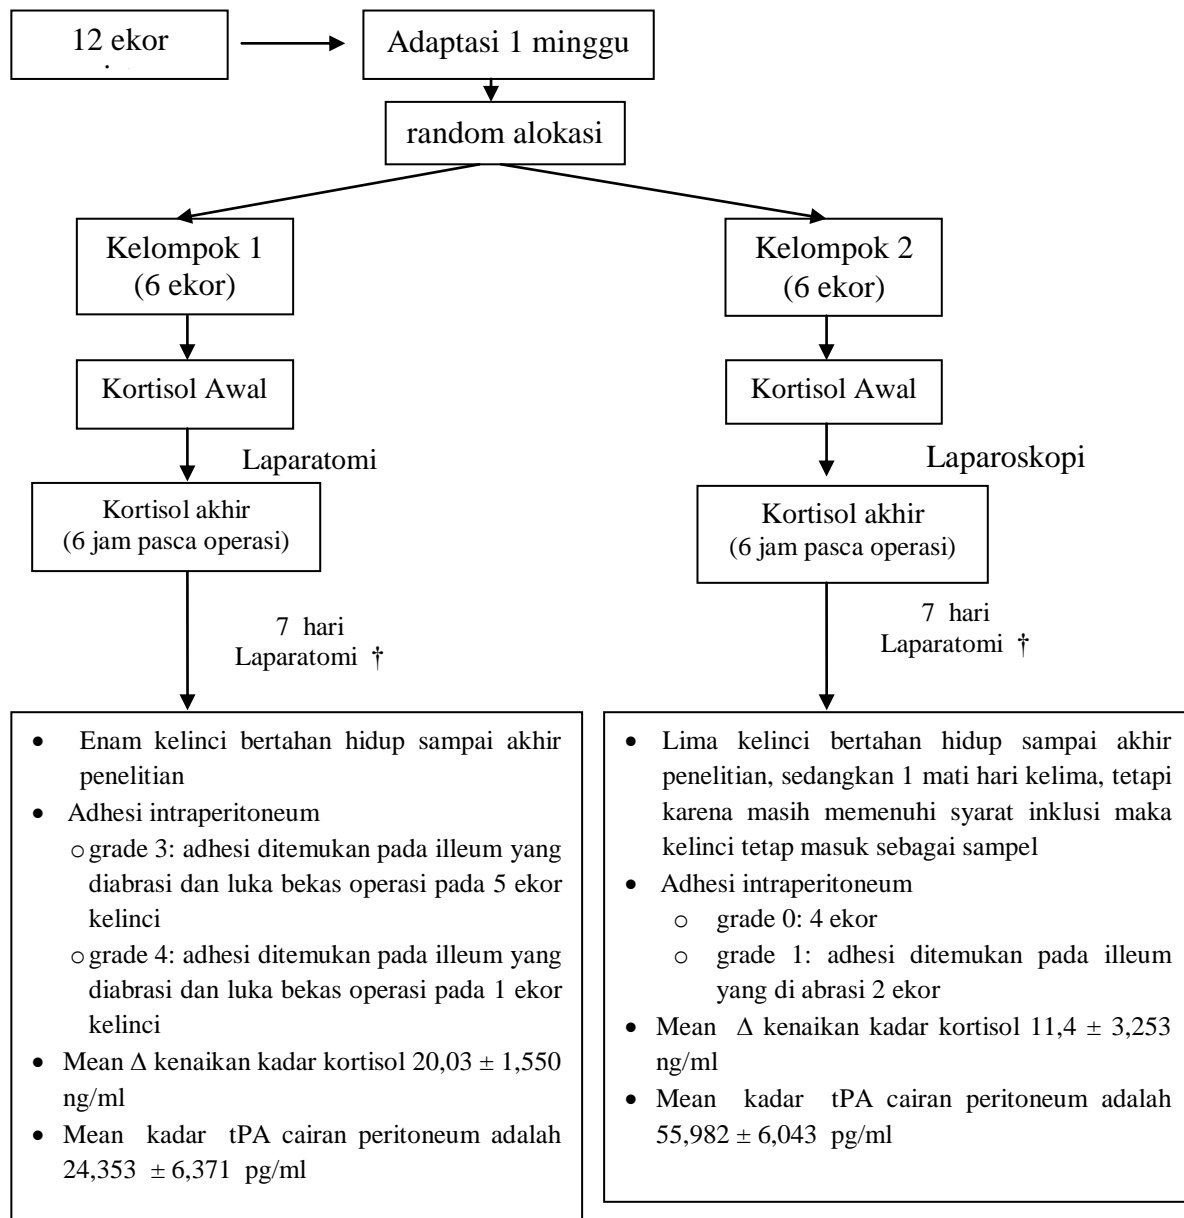 12 ekor
Adaptasi 1 minggu
random alokasi
Kelompok 1
(6 ekor)
Kelompok 2
(6 ekor)
Kortisol Awal
Kortisol Awal
Laparatomi
Laparoskopi
Kortisol akhir
(6 jam pasca operasi)
Kortisol akhir
(6 jam pasca operasi)
7 hari
Laparatomi †
7 hari
Laparatomi †
• Enam kelinci bertahan hidup sampai akhir
penelitian
• Adhesi intraperitoneum
o grade 3: adhesi ditemukan pada illeum yang
diabrasi dan luka bekas operasi pada 5 ekor
kelinci
o grade 4: adhesi ditemukan pada illeum yang
diabrasi dan luka bekas operasi pada 1 ekor
kelinci
• Mean Δ kenaikan kadar kortisol 20,03 ± 1,550
ng/ml
• Mean kadar tPA cairan peritoneum adalah
24,353 ± 6,371 pg/ml
• Lima kelinci bertahan hidup sampai akhir
penelitian, sedangkan 1 mati hari kelima, tetapi
karena masih memenuhi syarat inklusi maka
kelinci tetap masuk sebagai sampel
• Adhesi intraperitoneum
o grade 0: 4 ekor
o grade 1: adhesi ditemukan pada illeum
yang di abrasi 2 ekor
• Mean Δ kenaikan kadar kortisol 11,4 ± 3,253
ng/ml
• Mean kadar tPA cairan peritoneum adalah
55,982 ± 6,043 pg/ml